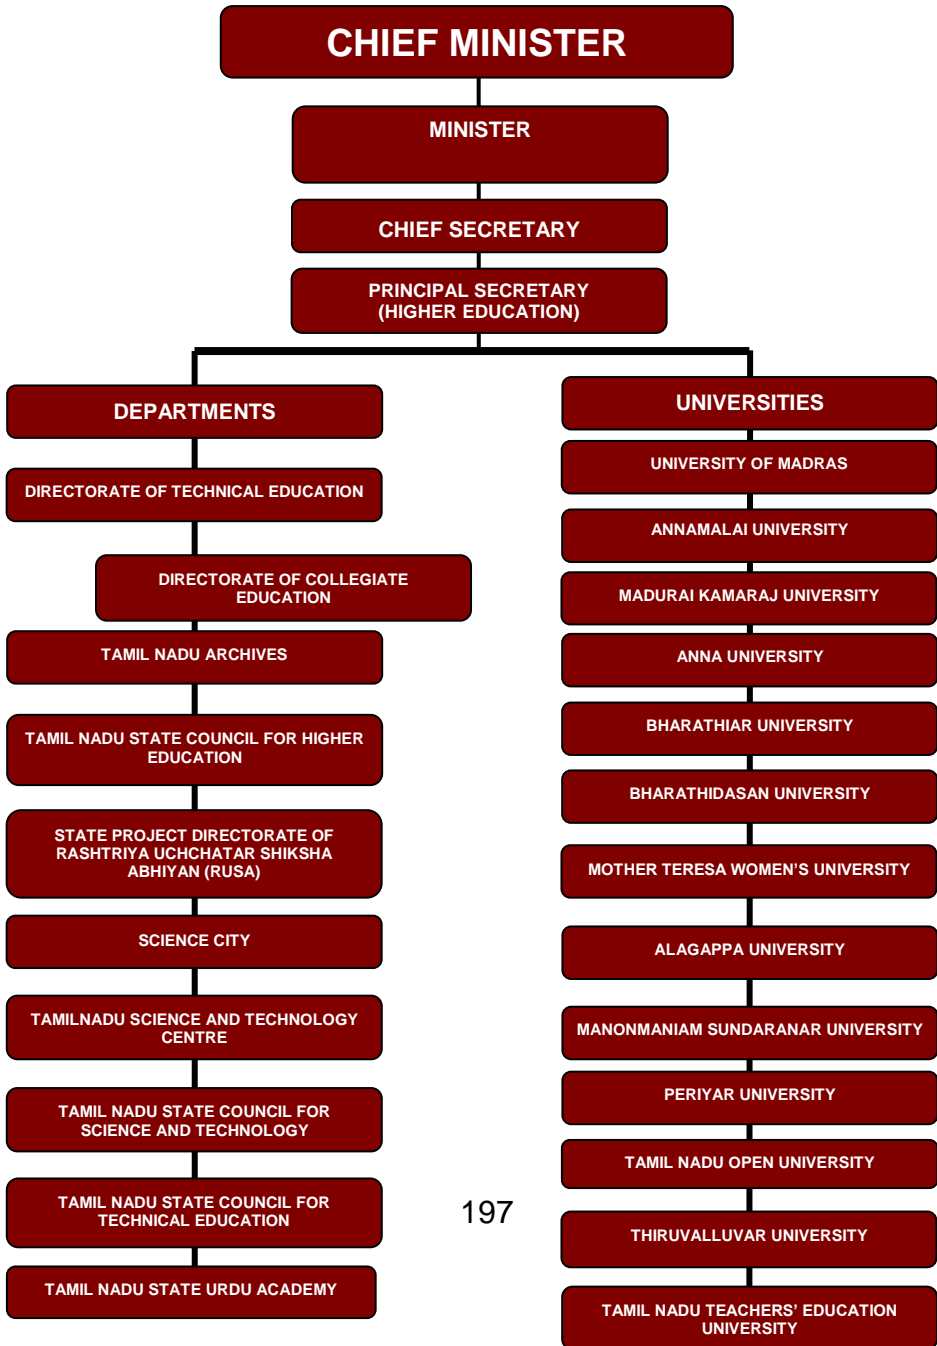 CHIEF MINISTER
MINISTER
CHIEF SECRETARY
PRINCIPAL SECRETARY
(HIGHER EDUCATION)
DEPARTMENTS
DIRECTORATE OF TECHNICAL EDUCATION
DIRECTORATE OF COLLEGIATE
EDUCATION
TAMIL NADU ARCHIVES
TAMIL NADU STATE COUNCIL FOR HIGHER
EDUCATION
STATE PROJECT DIRECTORATE OF
RASHTRIYA UCHCHATAR SHIKSHA
ABHIYAN (RUSA)
SCIENCE CITY
TAMILNADU SCIENCE AND TECHNOLOGY
CENTRE
TAMIL NADU STATE COUNCIL FOR
SCIENCE AND TECHNOLOGY
TAMIL NADU STATE COUNCIL FOR
TECHNICAL EDUCATION
TAMIL NADU STATE URDU ACADEMY
UNIVERSITIES
UNIVERSITY OF MADRAS
ANNAMALAI UNIVERSITY
MADURAI KAMARAJ UNIVERSITY
ANNA UNIVERSITY
BHARATHIAR UNIVERSITY
BHARATHIDASAN UNIVERSITY
MOTHER TERESA WOMEN’S UNIVERSITY
ALAGAPPA UNIVERSITY
MANONMANIAM SUNDARANAR UNIVERSITY
PERIYAR UNIVERSITY
TAMIL NADU OPEN UNIVERSITY
THIRUVALLUVAR UNIVERSITY
TAMIL NADU TEACHERS’ EDUCATION
UNIVERSITY
197